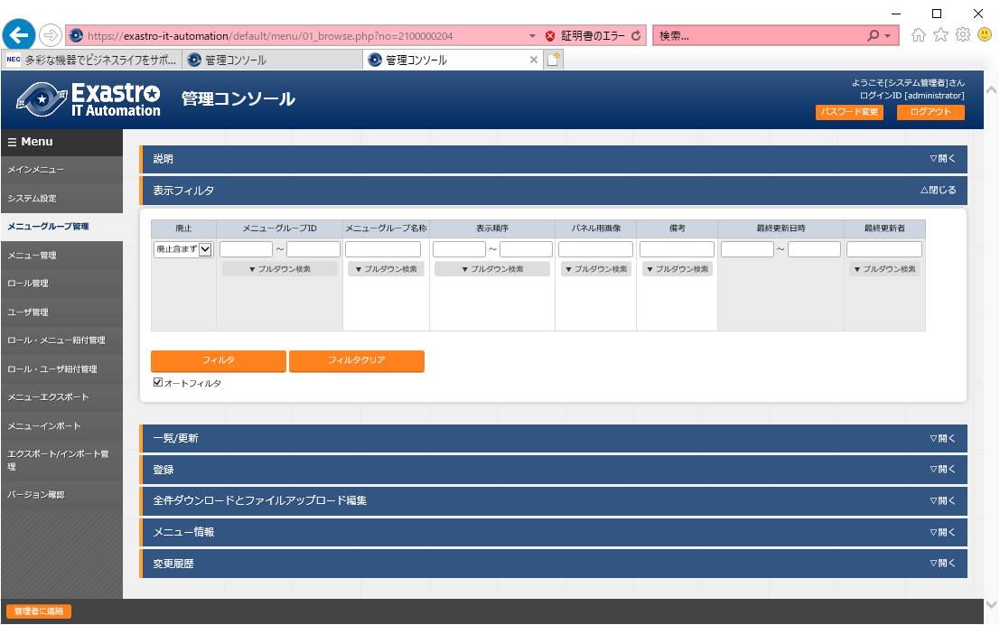 https://exastro-it-automation/default/menu/01_browse.php?no=2100000204
証明書のエラー
検索...
NEC 多彩な機器でビジネスライフをサポ...
管理コンソール
管理コンソール
Exastro
IT Automation
管理コンソール
ようこそ[システム管理者]さん
ログインID [administrator]
パスワード変更
ログアウト
☰ Menu
メインメニュー
システム設定
メニューグループ管理
メニュー管理
ロール管理
ユーザ管理
ロール・メニュー紐付管理
ロール・ユーザ紐付管理
メニューエクスポート
メニューインポート
エクスポート/インポート管
理
バージョン確認
説明 ▽開く
表示フィルタ △閉じる
廃止 メニューグループID メニューグループ名称 表示順序 パネル用画像 備考 最終更新日時 最終更新者
廃止含まず ～ ～ ～
▼ プルダウン検索 ▼ プルダウン検索 ▼ プルダウン検索 ▼ プルダウン検索 ▼ プルダウン検索 ▼ プルダウン検索
フィルタ
フィルタクリア
オートフィルタ
一覧/更新 ▽開く
登録 ▽開く
全件ダウンロードとファイルアップロード編集 ▽開く
メニュー情報 ▽開く
変更履歴 ▽開く
管理者に連絡